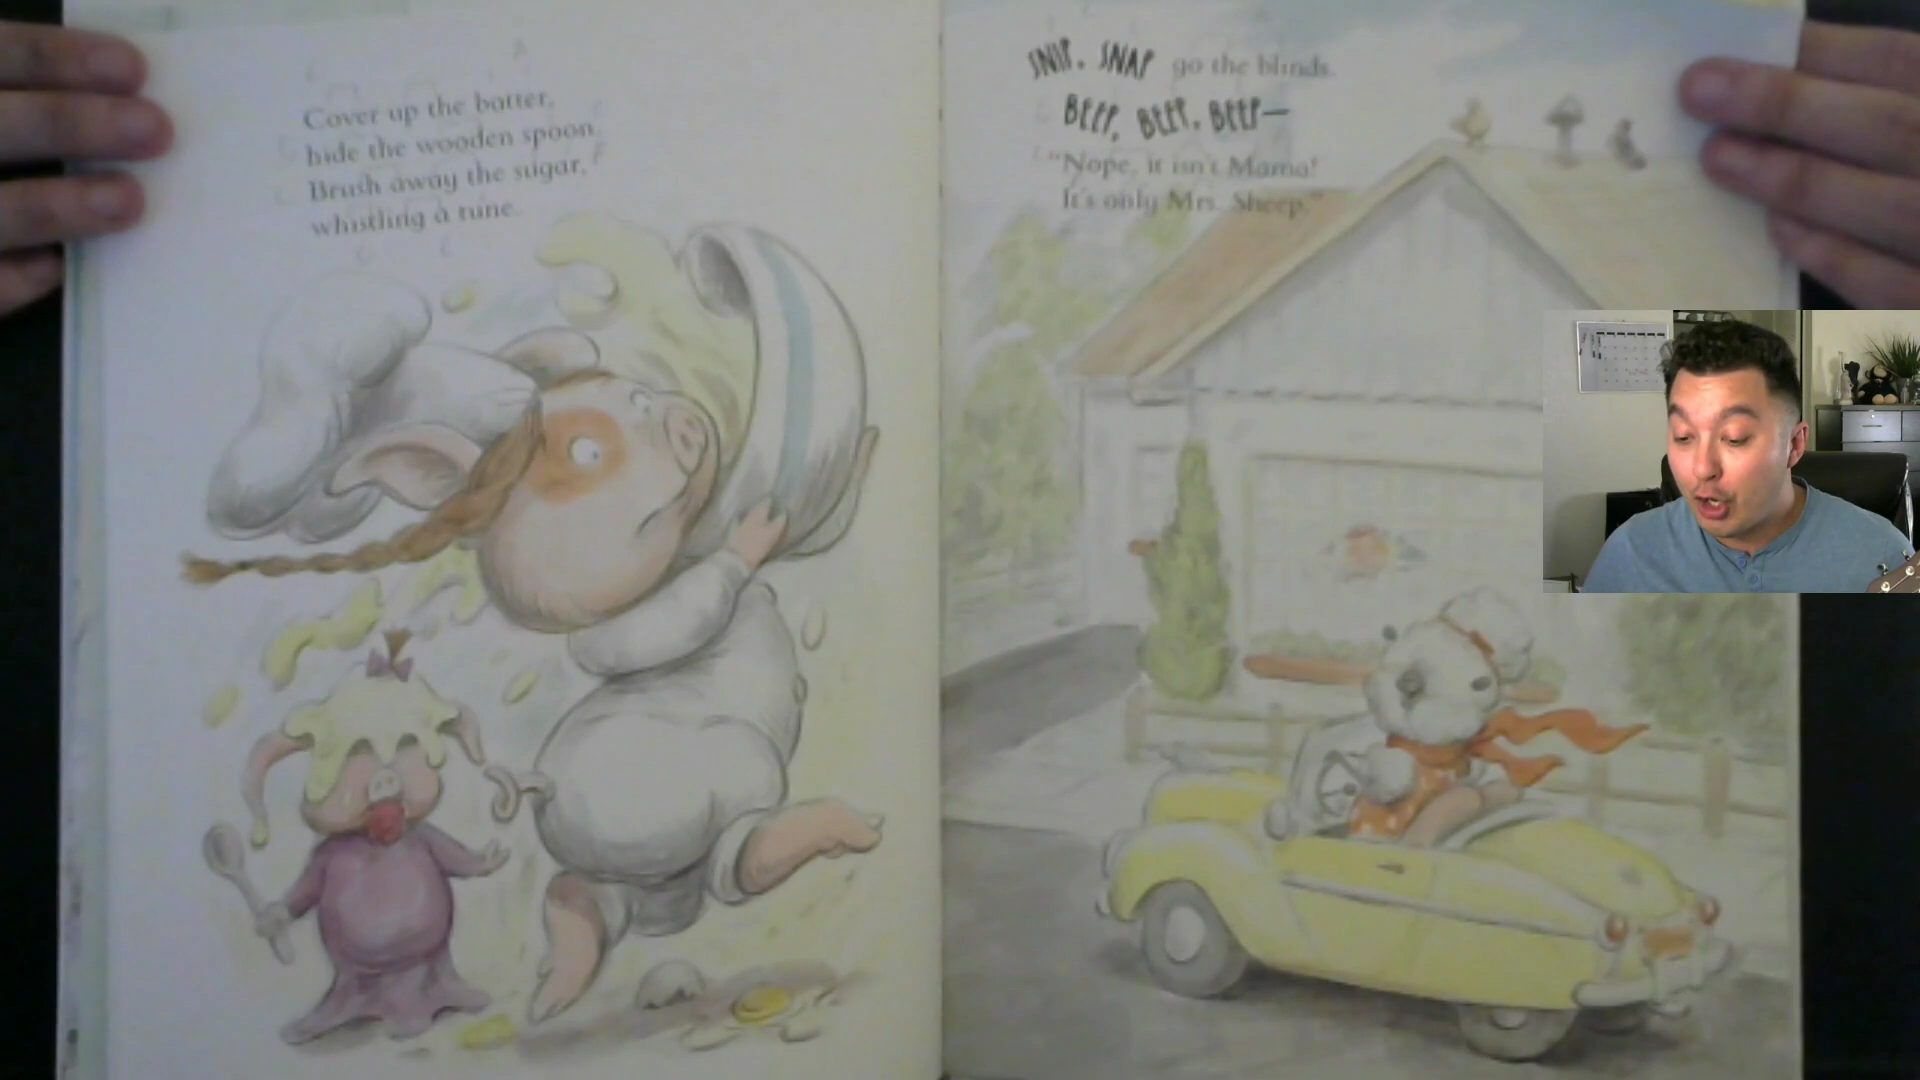 Cover up the batter,
hide the wooden spoon.
Brush away the sugar,
whistling a tune.
SNIP, SNAP go the blinds.
BEEP, BEEP, BEEP—
"Nope, it isn't Mama!
It's only Mrs. Sheep."